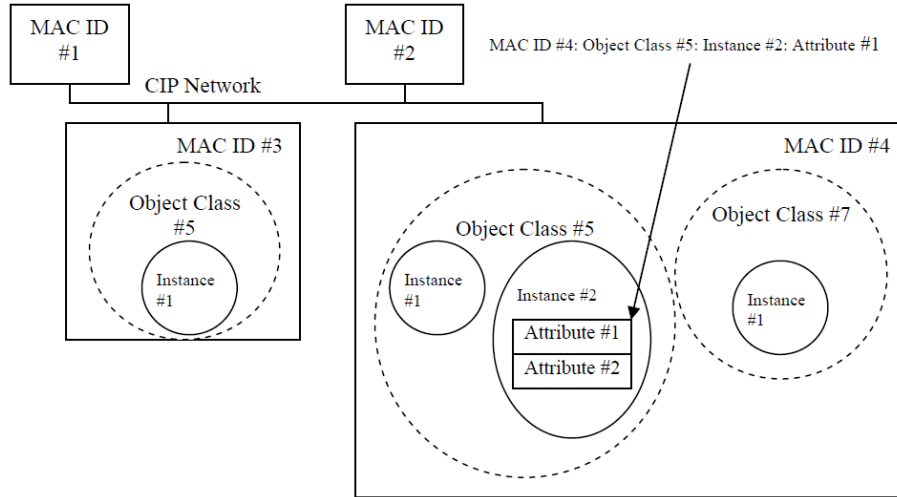 MAC ID
#1
MAC ID
#2
MAC ID #4: Object Class #5: Instance #2: Attribute #1
CIP Network
MAC ID #3
Object Class
#5
Instance
#1
MAC ID #4
Object Class #5
Instance
#1
Instance #2
Attribute #1
Attribute #2
Object Class #7
Instance
#1